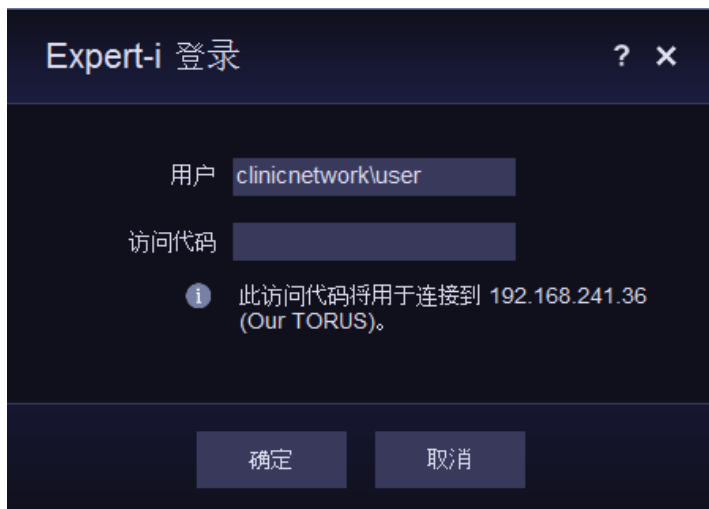 Expert-i 登录 ? ×
用户 clinicnetwork\user
访问代码
i 此访问代码将用于连接到 192.168.241.36
(Our TORUS)。
确定 取消